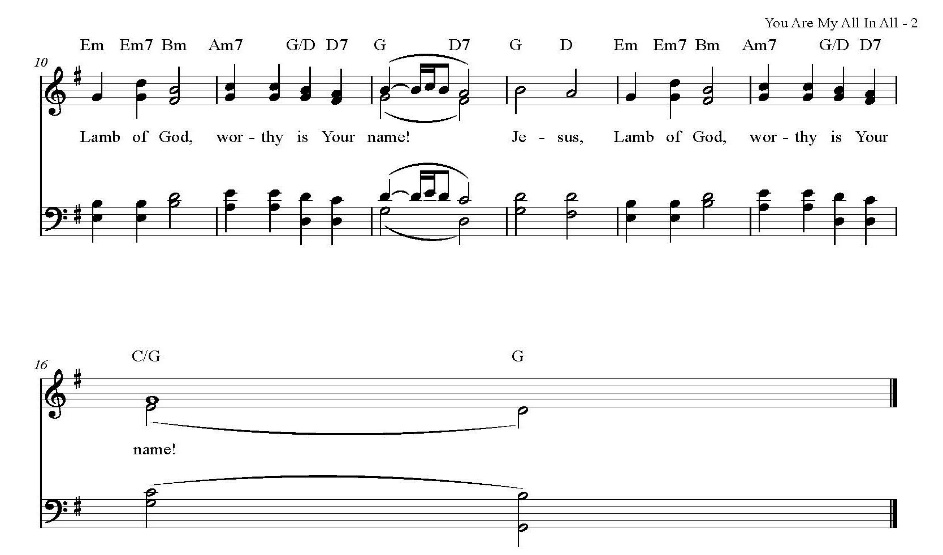 You Are My All In All - 2
Em Em7 Bm Am7 G/D D7 G D7 G D Em Em7 Bm Am7 G/D D7
10
Lamb of God, wor - thy is Your name! Je - sus, Lamb of God, wor - thy is Your
C/G G
16
name!